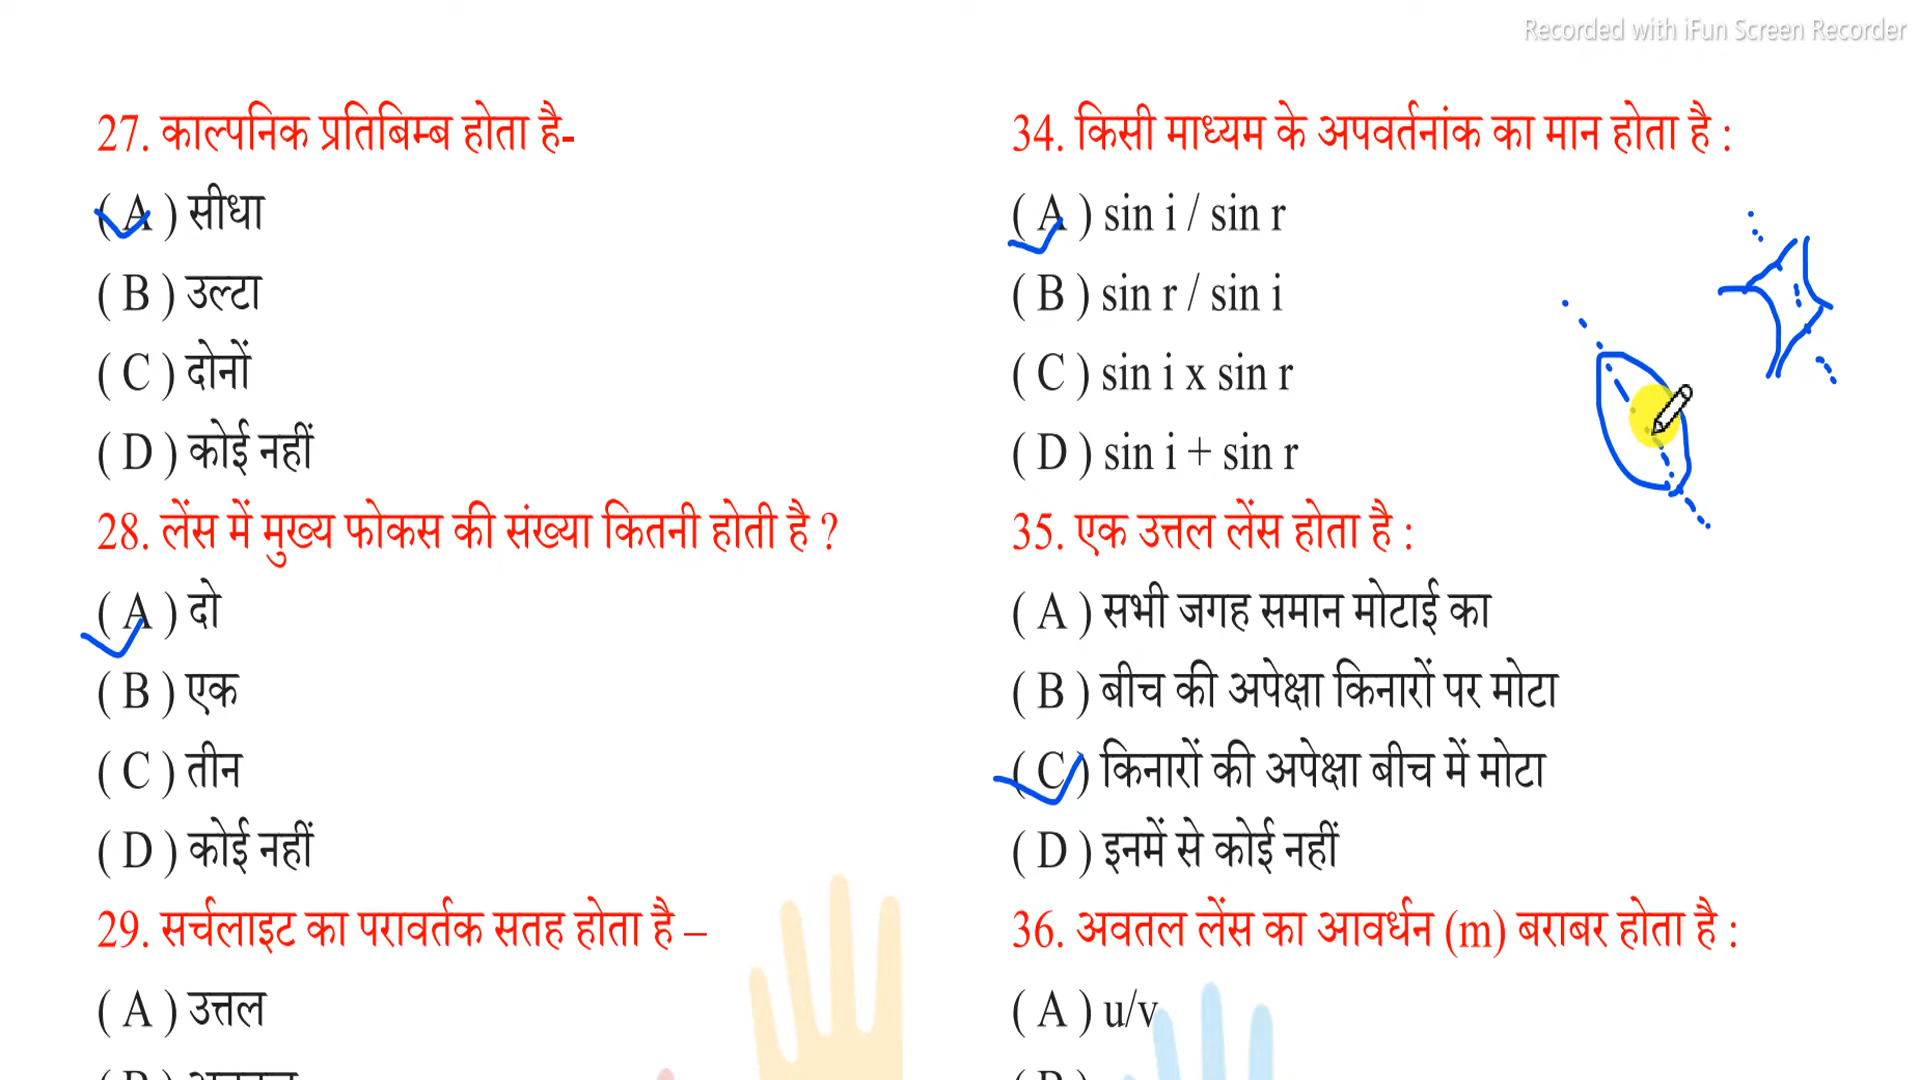 Recorded with iFun Screen Recorder
27. काल्पनिक प्रतिबिम्ब होता है-
( A ) सीधा
( B ) उल्टा
( C ) दोनों
( D ) कोई नहीं
28. लेंस में मुख्य फोकस की संख्या कितनी होती है ?
( A ) दो
( B ) एक
( C ) तीन
( D ) कोई नहीं
29. सर्चलाइट का परावर्तक सतह होता है –
( A ) उत्तल
34. किसी माध्यम के अपवर्तनांक का मान होता है :
( A ) sin i / sin r
( B ) sin r / sin i
( C ) sin i x sin r
( D ) sin i + sin r
35. एक उत्तल लेंस होता है :
( A ) सभी जगह समान मोटाई का
( B ) बीच की अपेक्षा किनारों पर मोटा
( C ) किनारों की अपेक्षा बीच में मोटा
( D ) इनमें से कोई नहीं
36. अवतल लेंस का आवर्धन (m) बराबर होता है :
( A ) u/v